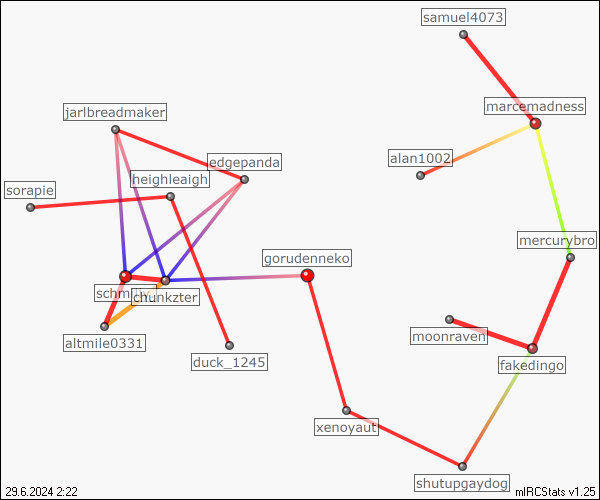 samuel4073
marcemadness
jarlbreadmaker
alan1002
edgepanda
heighleaigh
sorapie
mercurybro
gorudenneko
chunkzter
altmile0331
moonraven
duck_1245
fakedingo
xenoyaut
shutupgaydog
29.6.2024 2:22
mIRCStats v1.25